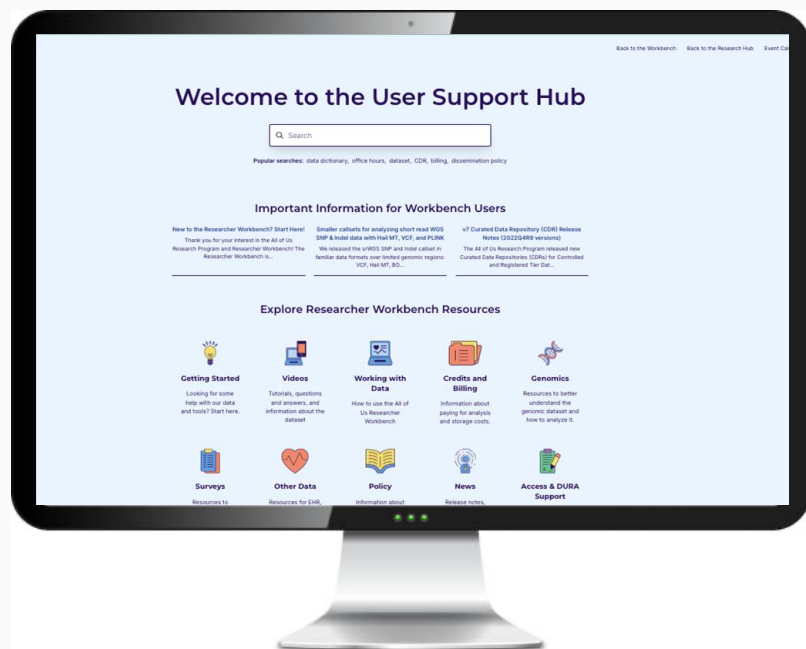 Back to the Workbench Back to the Research Hub Event Cal
Welcome to the User Support Hub
Search
Popular searches: data dictionary, office hours, dataset, CDR, billing, dissemination policy
Important Information for Workbench Users
New to the Researcher Workbench? Start Here!
Thank you for your interest in the All of Us
Research Program and Researcher Workbench! The
Researcher Workbench is...
Smaller callsets for analyzing short read WGS
SNP & Indel data with Hail MT, VCF, and PLINK
We released the srWGS SNP and Indel callset in
familiar data formats over limited genomic regions:
VCF, Hail MT, BG...
v7 Curated Data Repository (CDR) Release
Notes (2022Q4R9 versions)
The All of Us Research Program released new
Curated Data Repositories (CDRs) for Controlled
and Registered Tier Dat...
Explore Researcher Workbench Resources
Getting Started
Looking for some
help with our data
and tools? Start here.
Videos
Tutorials, questions
and answers, and
information about the
dataset
Working with
Data
How to use the All of
Us Researcher
Workbench
Credits and
Billing
Information about
paying for analysis
and storage costs.
Genomics
Resources to better
understand the
genomic dataset and
how to analyze it.
Surveys
Resources to
Other Data
Resources for EHR,
Policy
Information about
News
Release notes,
Access & DURA
Support